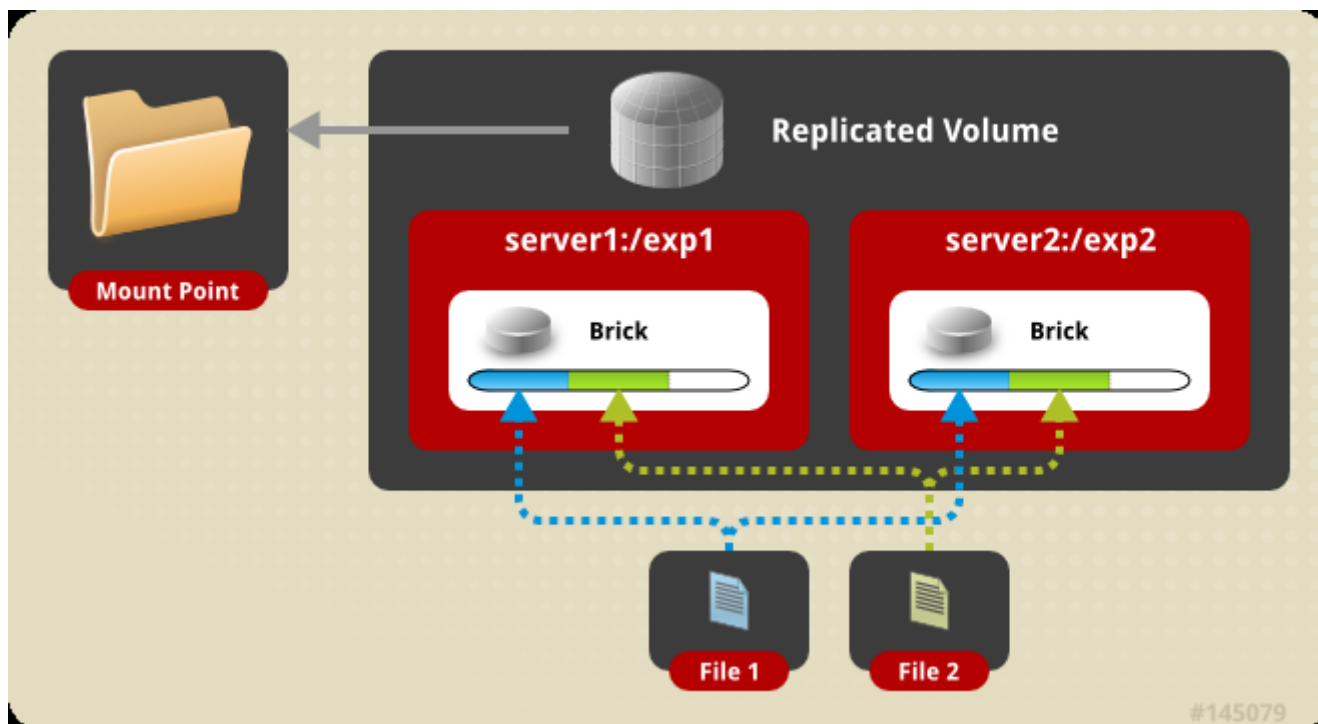 Replicated Volume
Mount Point
server1:/exp1
server2:/exp2
Brick
Brick
File 1
File 2
#145079